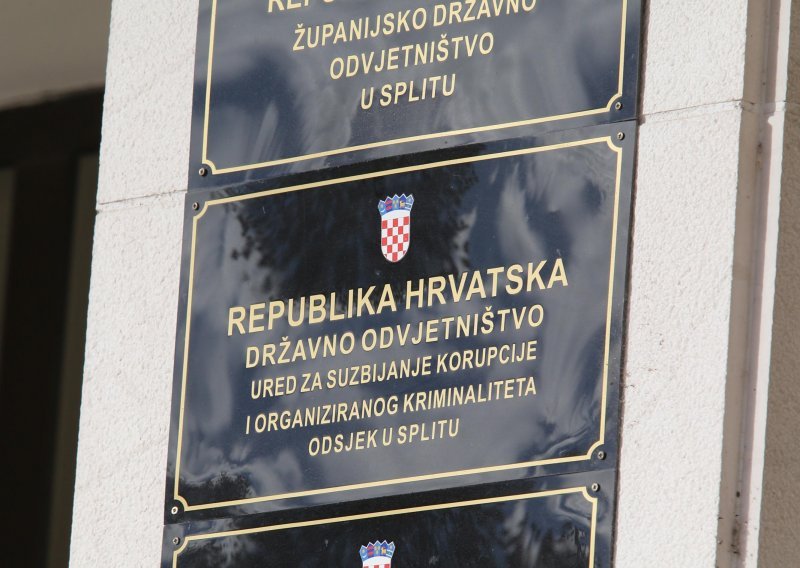 ŽUPANIJSKO DRŽAVNO
ODVJETNIŠTVO
U SPLITU
REPUBLIKA HRVATSKA
DRŽAVNO ODVJETNIŠTVO
URED ZA SUZBIJANJE KORUPCIJE
I ORGANIZIRANOG KRIMINALITETA
ODSJEK U SPLITU